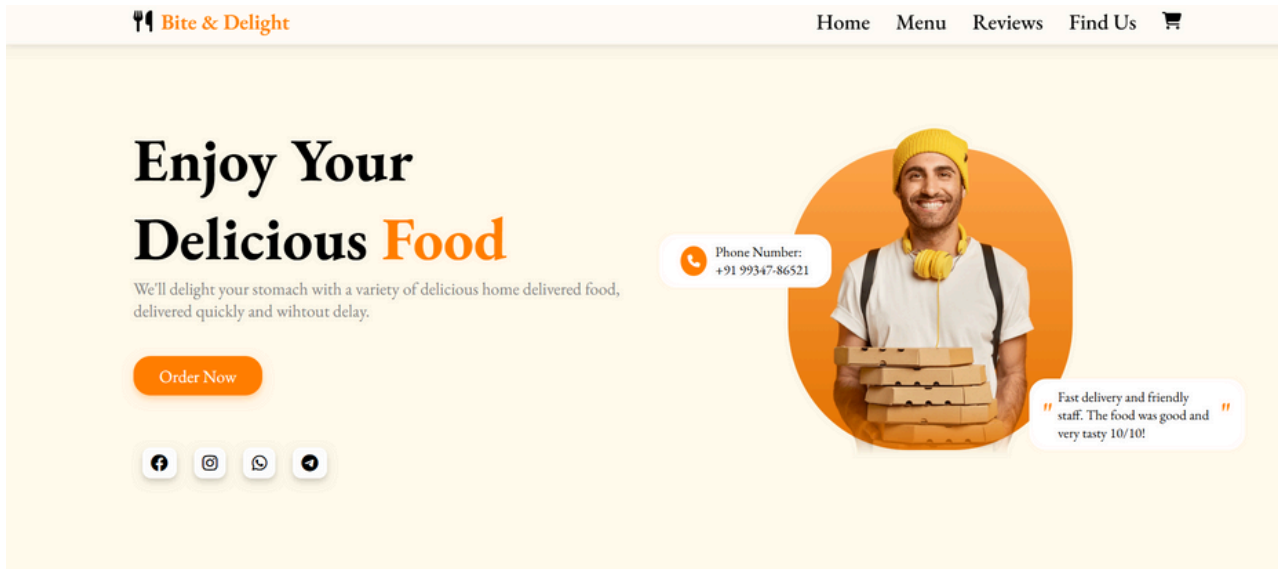 Bite & Delight
Home Menu Reviews Find Us
Enjoy Your
Delicious Food
We'll delight your stomach with a variety of delicious home delivered food,
delivered quickly and wihtout delay.
Order Now
Phone Number:
+91 99347-86521
" Fast delivery and friendly "
staff. The food was good and
very tasty 10/10!